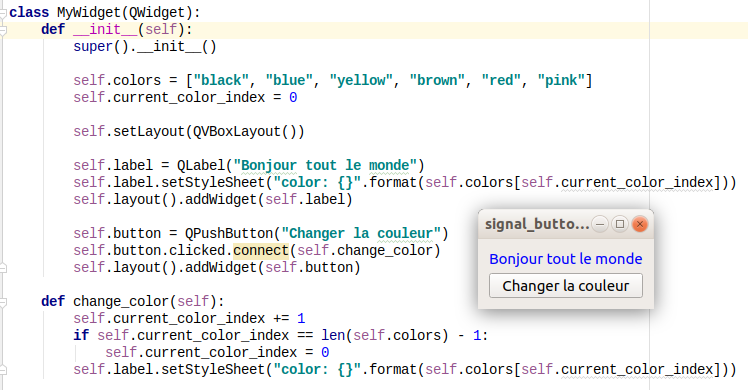 class MyWidget(QWidget):
    def __init__(self):
        super().__init__()

        self.colors = ["black", "blue", "yellow", "brown", "red", "pink"]
        self.current_color_index = 0

        self.setLayout(QVBoxLayout())

        self.label = QLabel("Bonjour tout le monde")
        self.label.setStyleSheet("color: {}".format(self.colors[self.current_color_index]))
        self.layout().addWidget(self.label)

        self.button = QPushButton("Changer la couleur")
        self.button.clicked.connect(self.change_color)
        self.layout().addWidget(self.button)

    def change_color(self):
        self.current_color_index += 1
        if self.current_color_index == len(self.colors) - 1:
            self.current_color_index = 0
        self.label.setStyleSheet("color: {}".format(self.colors[self.current_color_index]))
signal_butto...
Bonjour tout le monde
Changer la couleur